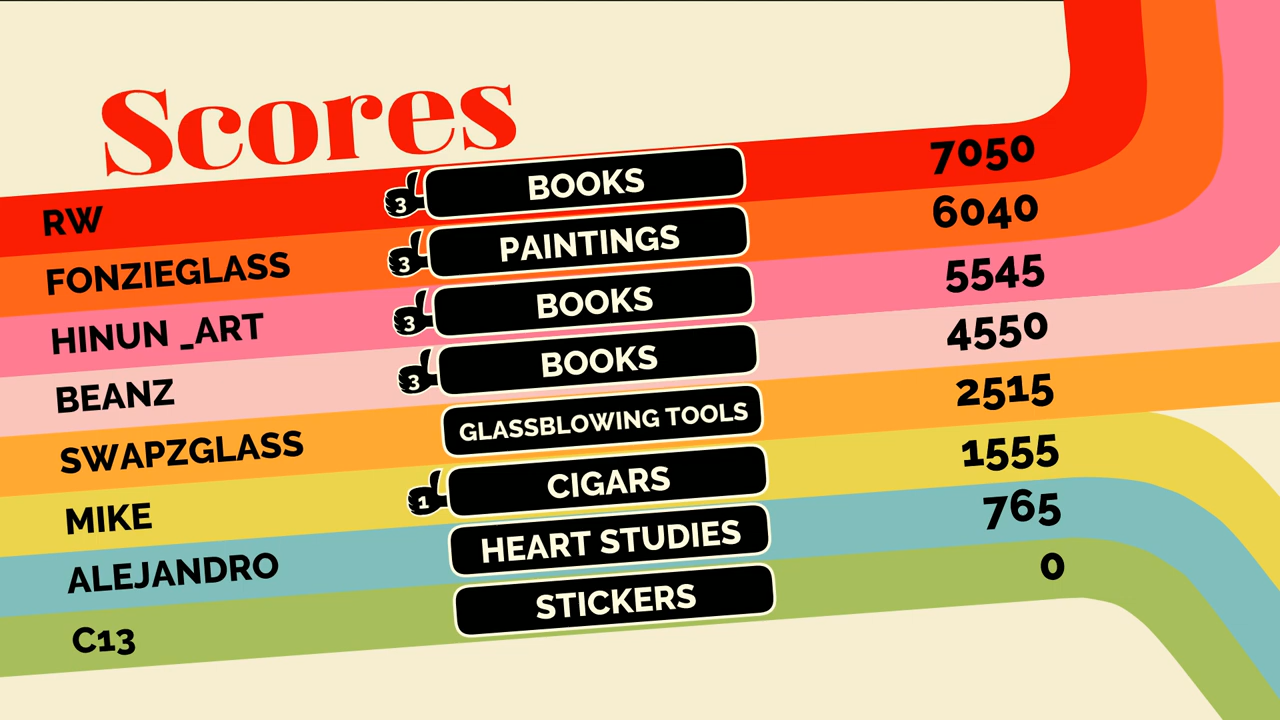 Scores
RW 3 BOOKS 7050
FONZIEGLASS 3 PAINTINGS 6040
HINUN _ART 3 BOOKS 5545
BEANZ 3 BOOKS 4550
SWAPZGLASS GLASSBLOWING TOOLS 2515
MIKE 1 CIGARS 1555
ALEJANDRO HEART STUDIES 765
C13 STICKERS 0